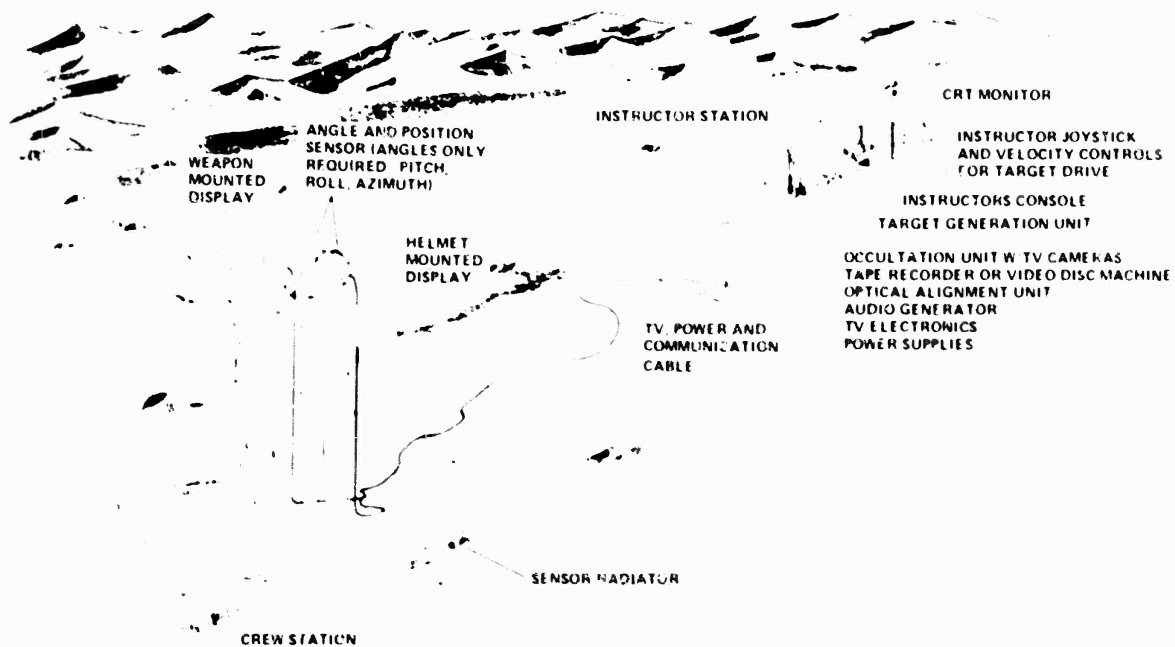 INSTRUCTOR STATION
CRT MONITOR
INSTRUCTOR JOYSTICK
AND VELOCITY CONTROLS
FOR TARGET DRIVE
INSTRUCTORS CONSOLE
TARGET GENERATION UNIT
OCCULTATION UNIT W TV CAMERAS
TAPE RECORDER OR VIDEO DISC MACHINE
OPTICAL ALIGNMENT UNIT
AUDIO GENERATOR
TV ELECTRONICS
POWER SUPPLIES
WEAPON
MOUNTED
DISPLAY
ANGLE AND POSITION
SENSOR (ANGLES ONLY
REQUIRED PITCH,
ROLL, AZIMUTH)
HELMET
MOUNTED
DISPLAY
TV, POWER AND
COMMUNIZATION
CABLE
SENSOR RADIATOR
CREW STATION